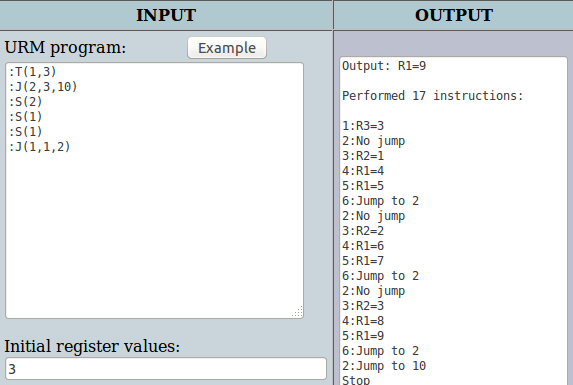 INPUT
URM program:
Example
:T(1,3)
:J(2,3,10)
:S(2)
:S(1)
:S(1)
:J(1,1,2)
Initial register values:
3
OUTPUT
Output: R1=9
Performed 17 instructions:
1:R3=3
2:No jump
3:R2=1
4:R1=4
5:R1=5
6:Jump to 2
2:No jump
3:R2=2
4:R1=6
5:R1=7
6:Jump to 2
2:No jump
3:R2=3
4:R1=8
5:R1=9
6:Jump to 2
2:Jump to 10
Stop